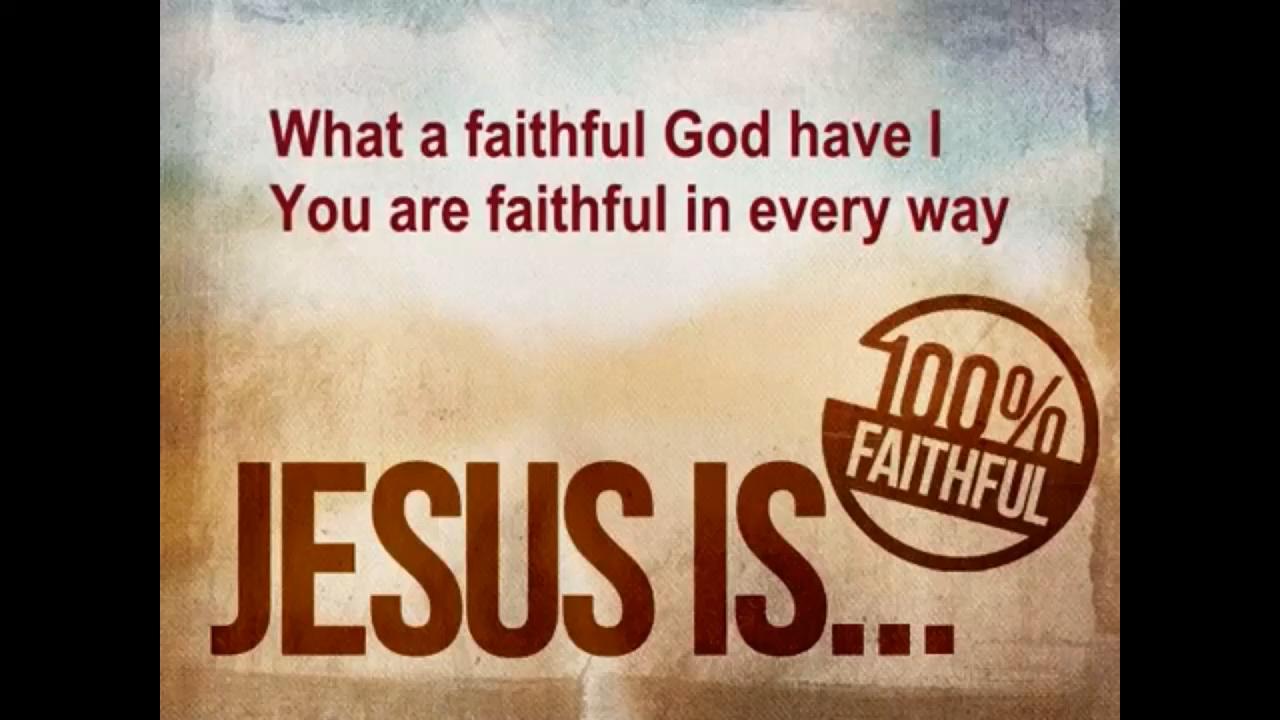 What a faithful God have I
You are faithful in every way
100%
FAITHFUL
JESUS IS...